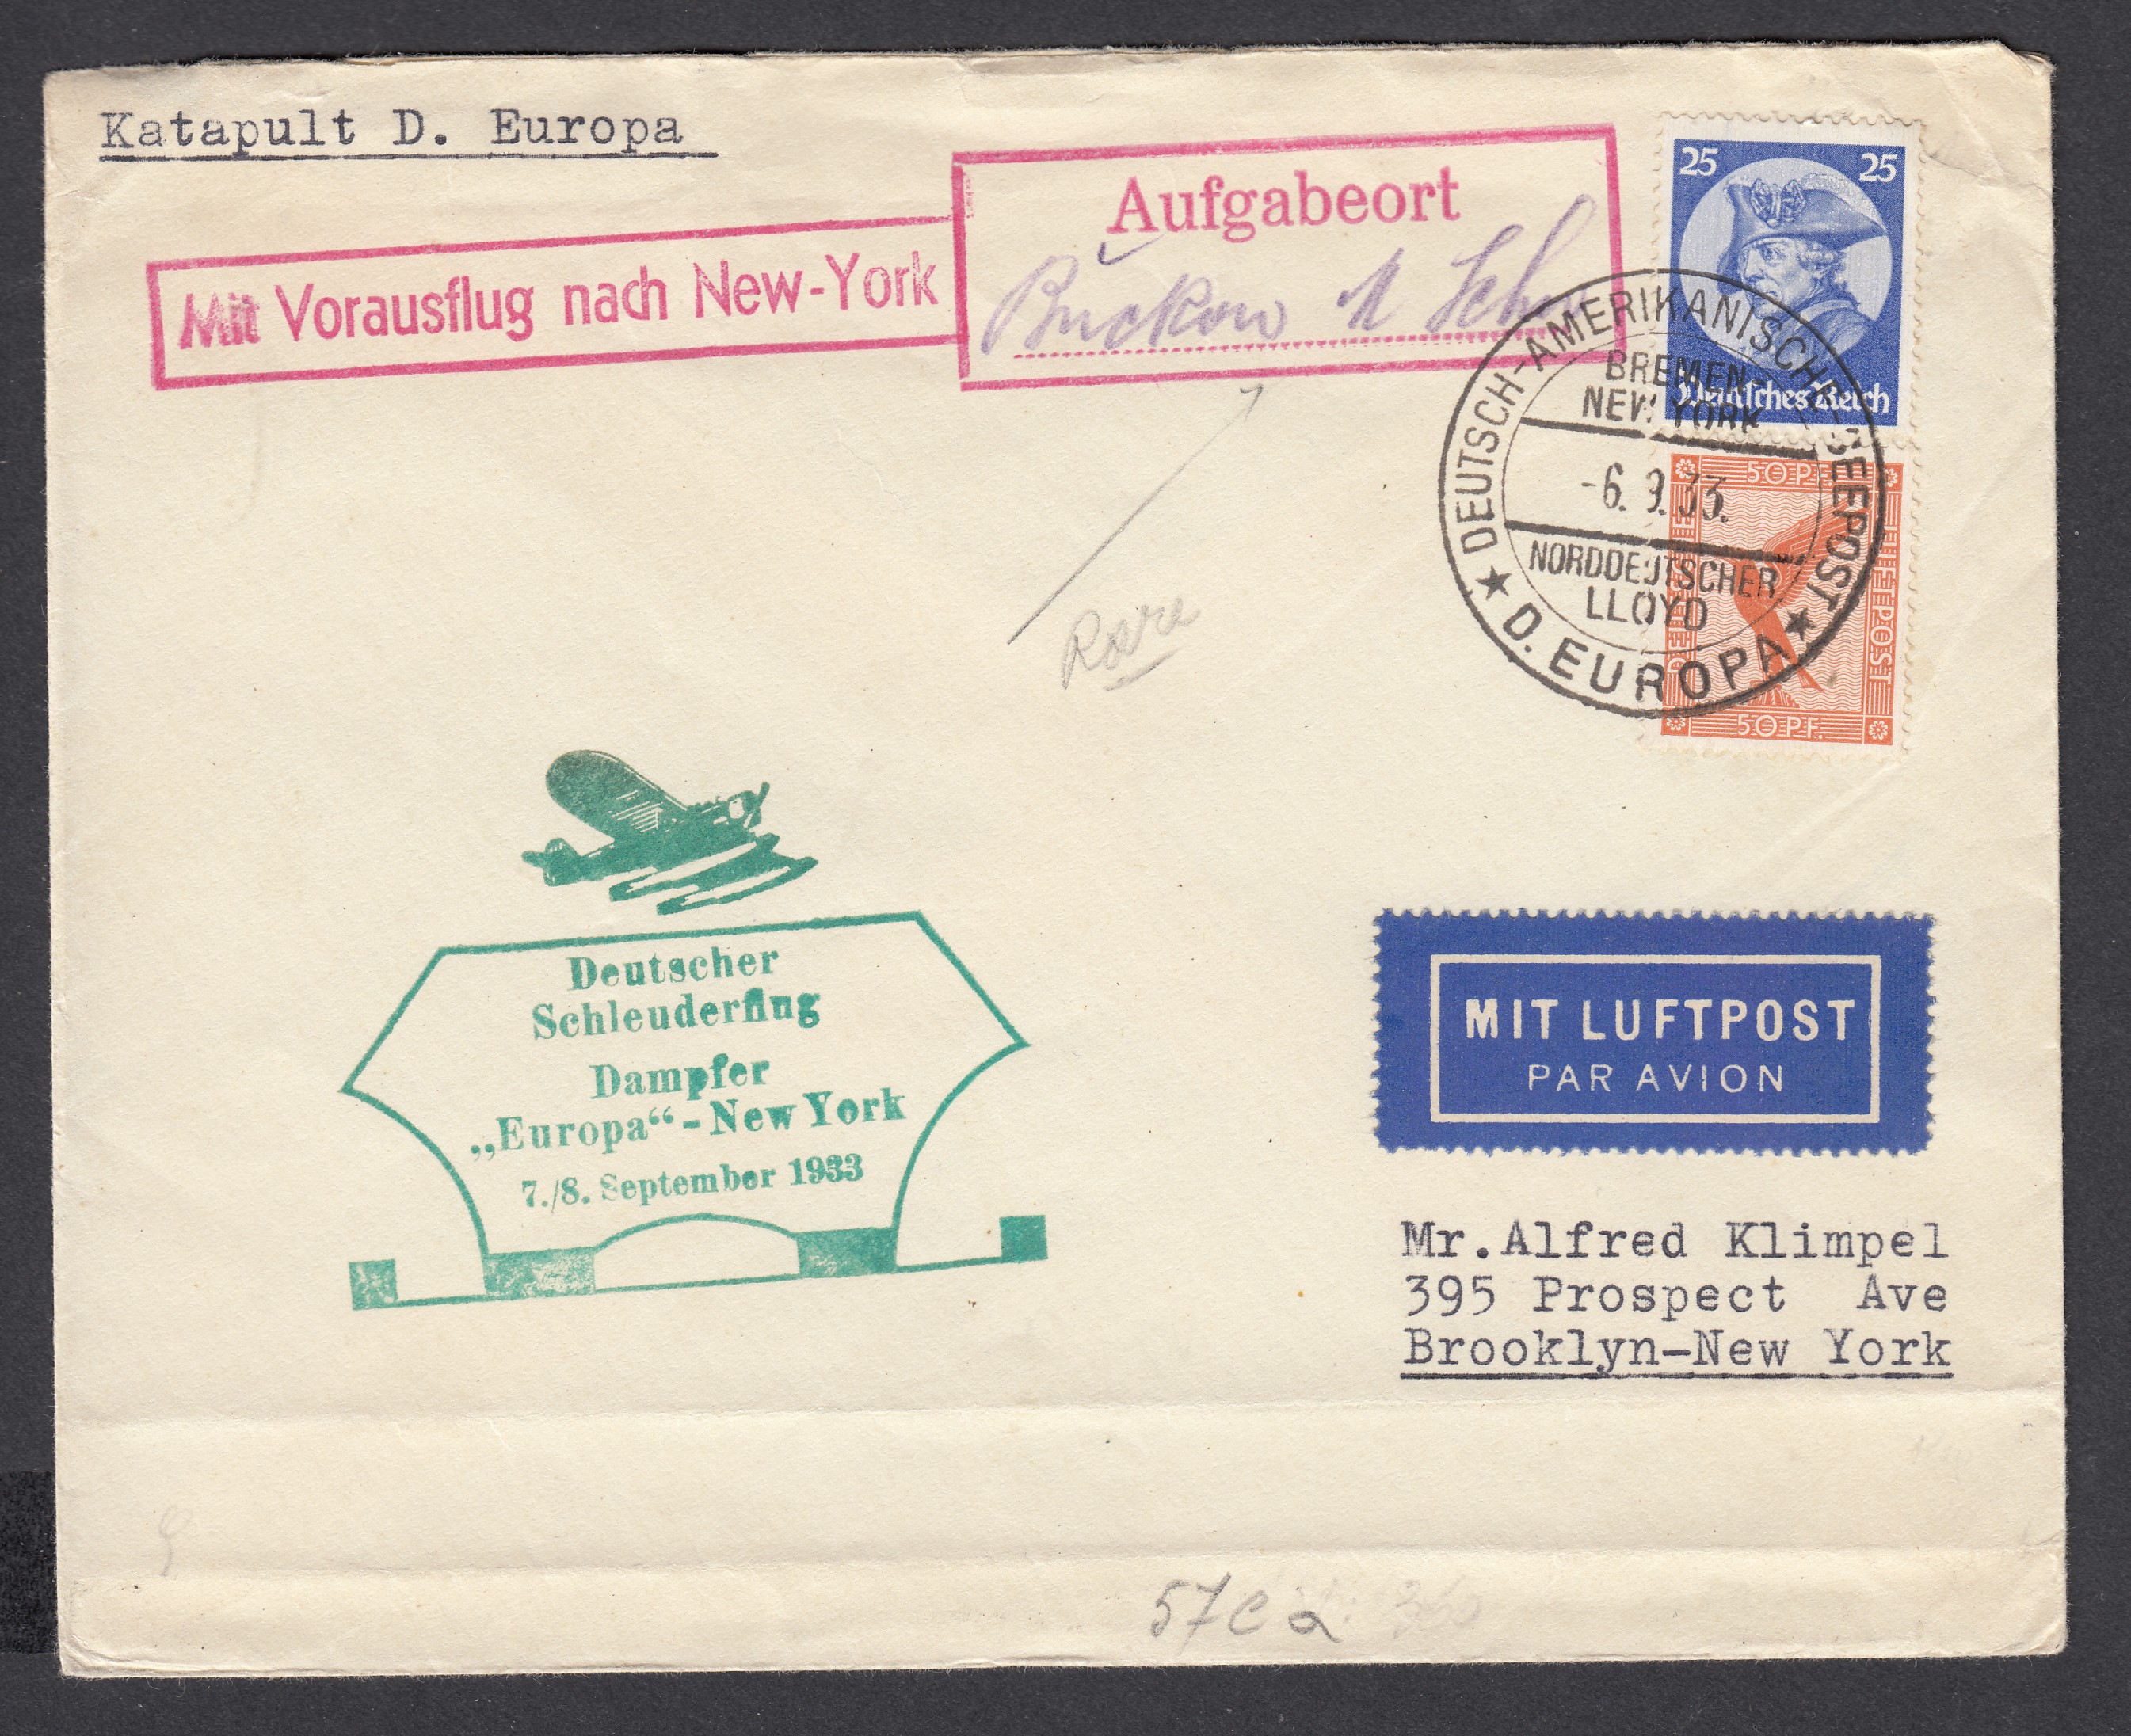 Katapult D. Europa
Mit Vorausflug nach New-York
Aufgabeort
Buckow
25 25
Deutsches Reich
DEUTSCH-AMERIKANISCHE-SEEPOST
BREMEN-
NEW YORK
-6.9.33.
NORDDEUTSCHER
LLOYD
★ D. EUROPA ★
50 PF.
50 PF.
Rare
Deutscher
Schleuderflug
Dampfer
„Europa“-New York
7./8. September 1933
MIT LUFTPOST
PAR AVION
Mr.Alfred Klimpel
395 Prospect Ave
Brooklyn-New York
57Ca